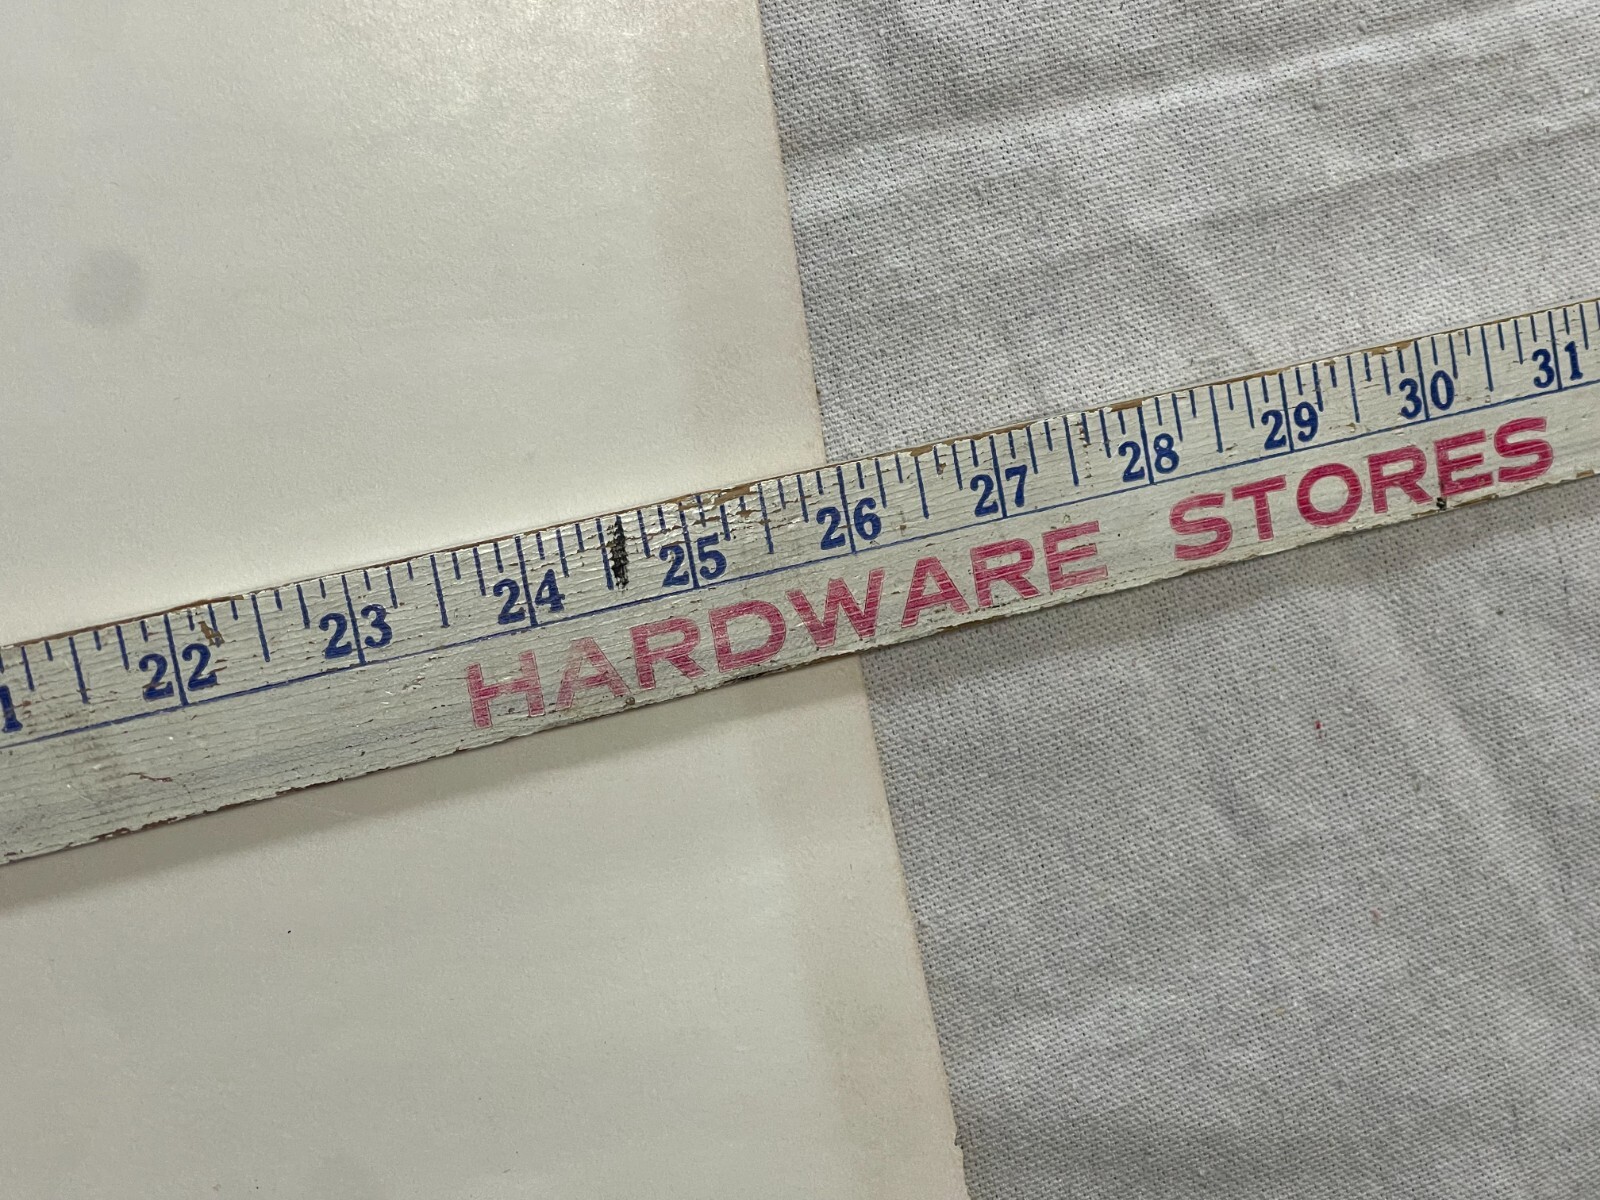 1 22 23 24 25 26 27 28 29 30 31
HARDWARE STORES